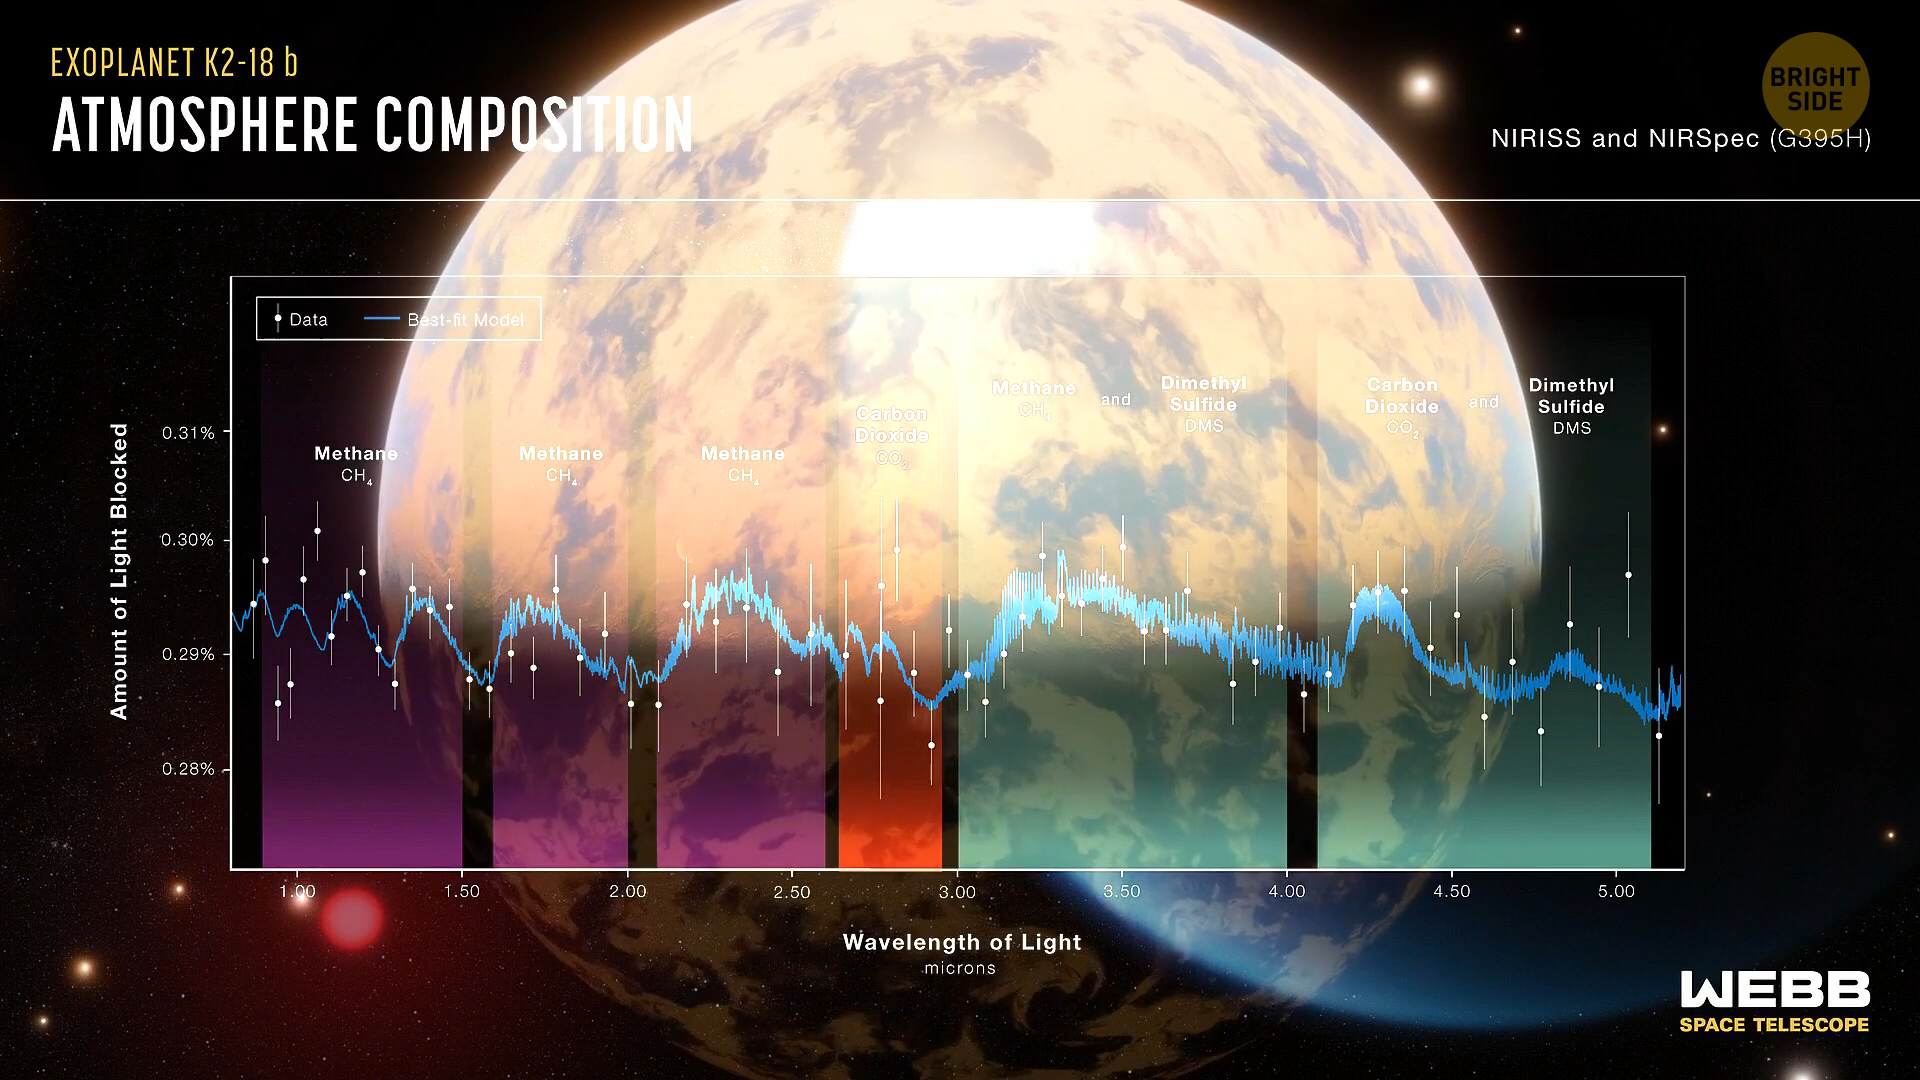 EXOPLANET K2-18 b
ATMOSPHERE COMPOSITION
BRIGHT
SIDE
NIRISS and NIRSpec (G395H)
Data
Best-fit Model
Amount of Light Blocked
0.31%
0.30%
0.29%
0.28%
Methane
CH₄
Methane
CH₄
Methane
CH₄
Carbon
Dioxide
CO₂
Methane
CH₄
and
Dimethyl
Sulfide
DMS
Carbon
Dioxide
CO₂
and
Dimethyl
Sulfide
DMS
1.00 1.50 2.00 2.50 3.00 3.50 4.00 4.50 5.00
Wavelength of Light
microns
WEBB
SPACE TELESCOPE